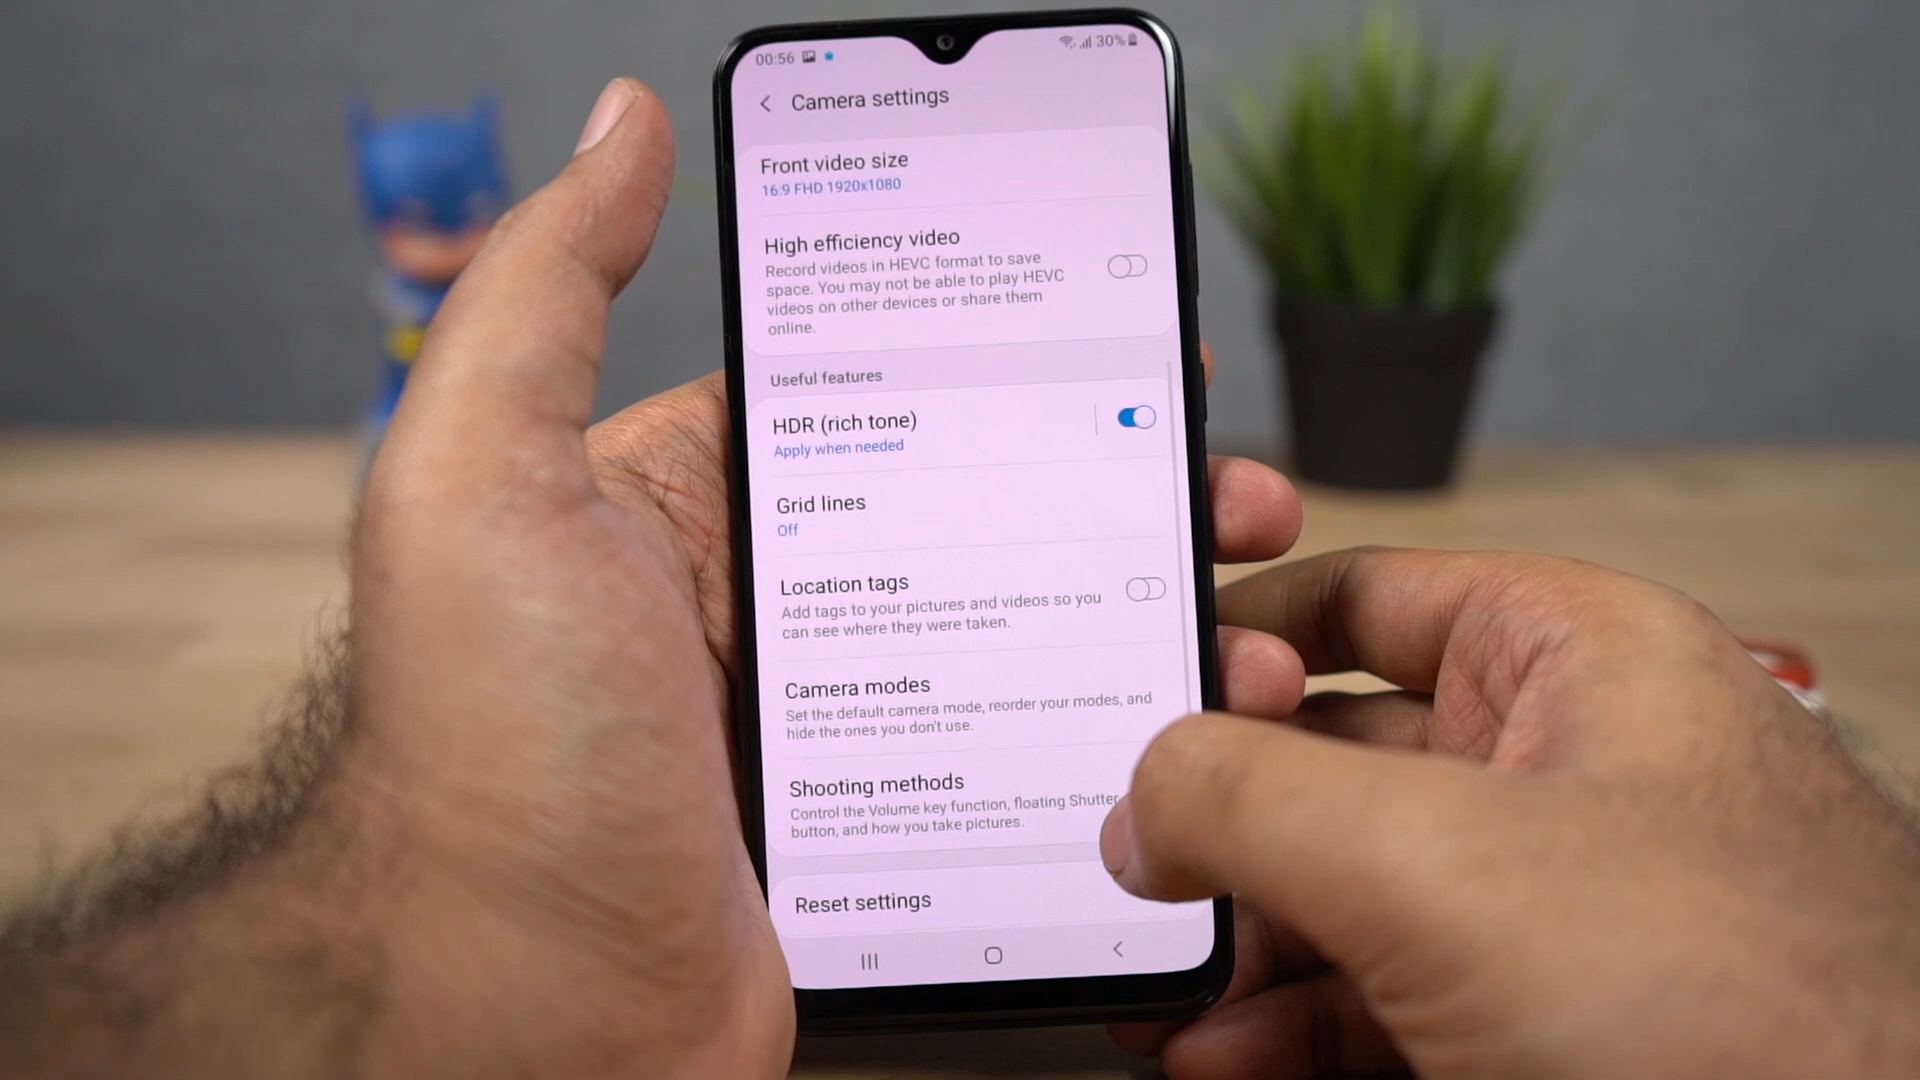 00:56
30%
Camera settings
Front video size
16:9 FHD 1920x1080
High efficiency video
Record videos in HEVC format to save
space. You may not be able to play HEVC
videos on other devices or share them
online.
Useful features
HDR (rich tone)
Apply when needed
Grid lines
Off
Location tags
Add tags to your pictures and videos so you
can see where they were taken.
Camera modes
Set the default camera mode, reorder your modes, and
hide the ones you don't use.
Shooting methods
Control the Volume key function, floating Shutter
button, and how you take pictures.
Reset settings